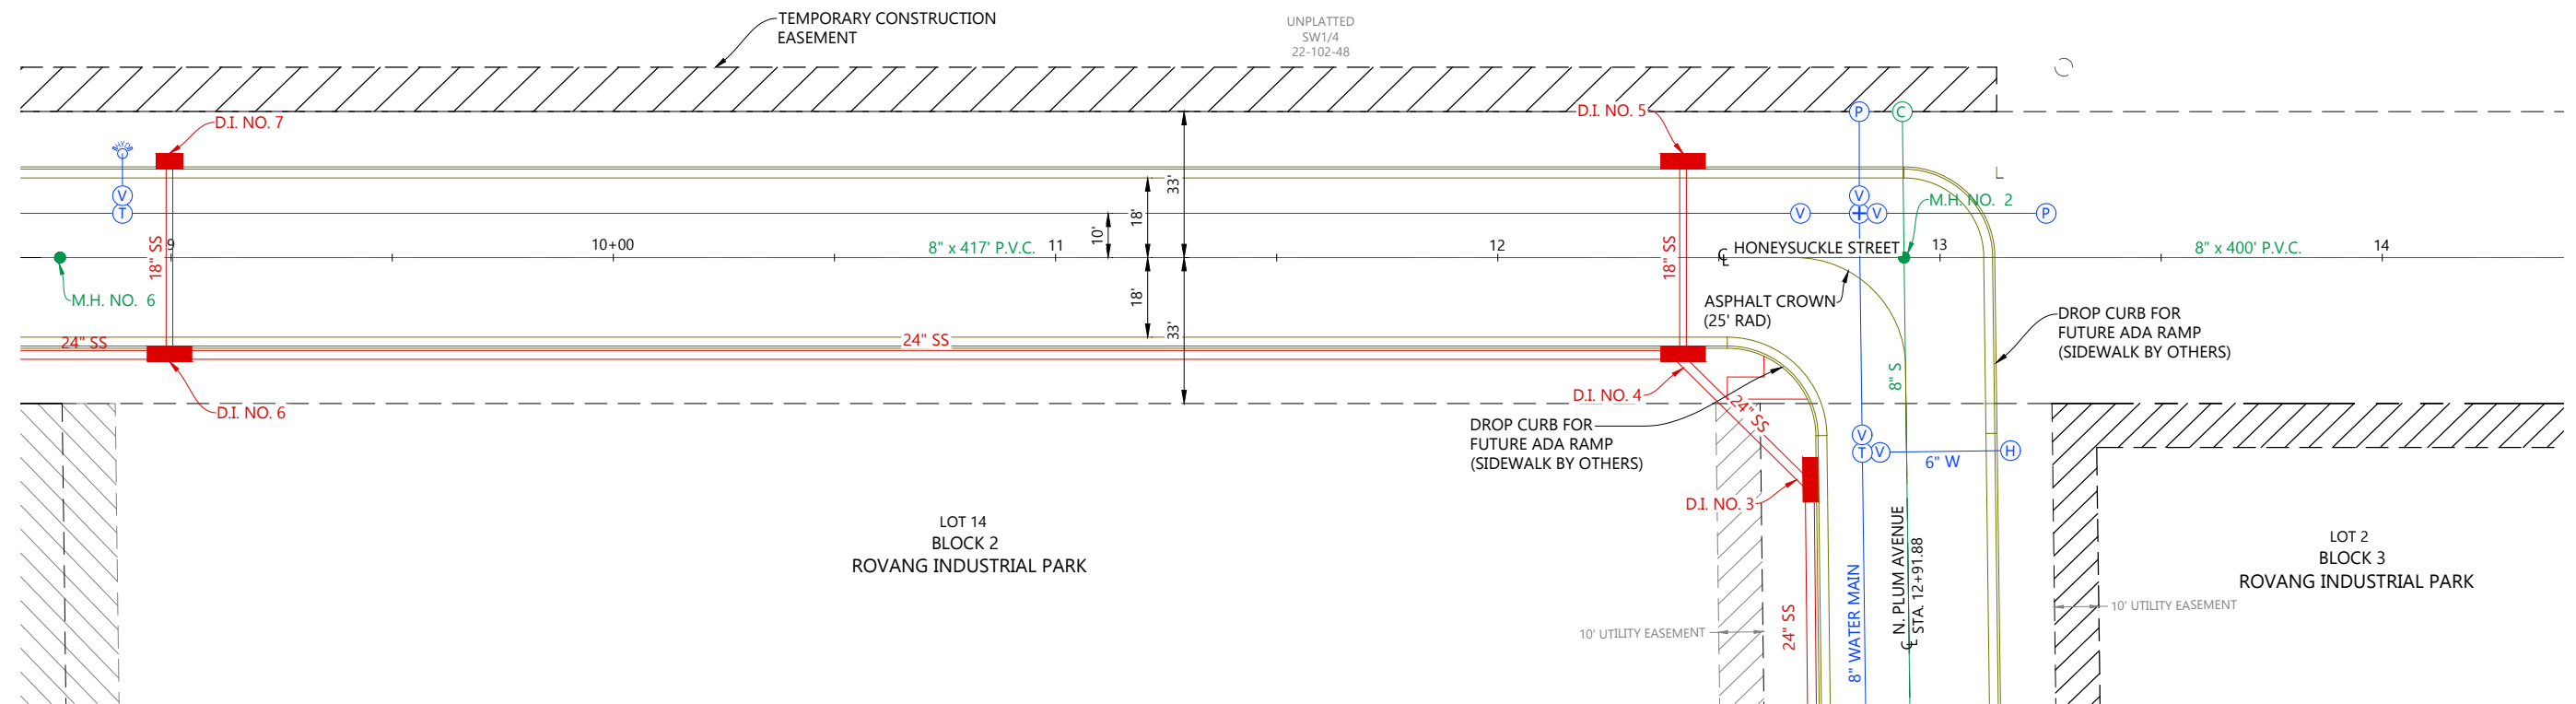 TEMPORARY CONSTRUCTION
EASEMENT
UNPLATTED
SW1/4
22-102-48
D.I. NO. 7
D.I. NO. 5
P
C
HYD
V
T
33'
18'
10'
V
V
V
P
M.H. NO. 2
18" SS
9
10+00
8" x 417' P.V.C.
11
12
18" SS
℄ HONEYSUCKLE STREET
13
8" x 400' P.V.C.
14
M.H. NO. 6
18'
33'
ASPHALT CROWN
(25' RAD)
DROP CURB FOR
FUTURE ADA RAMP
(SIDEWALK BY OTHERS)
24" SS
24" SS
8" S
D.I. NO. 6
D.I. NO. 4
24" SS
DROP CURB FOR
FUTURE ADA RAMP
(SIDEWALK BY OTHERS)
V
T
V
6" W
H
D.I. NO. 3
LOT 14
BLOCK 2
ROVANG INDUSTRIAL PARK
LOT 2
BLOCK 3
ROVANG INDUSTRIAL PARK
10' UTILITY EASEMENT
10' UTILITY EASEMENT
24" SS
8" WATER MAIN
℄ N. PLUM AVENUE
STA. 12+91.88